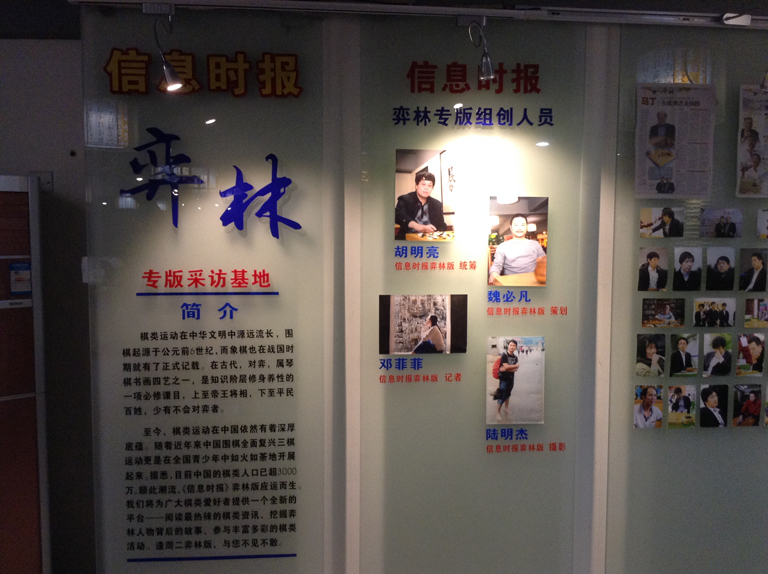 信息时报
弈林
专版采访基地
简介
棋类运动在中华文明中源远流长，围
棋起源于公元前6世纪，而象棋也在战国时
期就有了正式记载。在古代，对弈，属琴
棋书画四艺之一，是知识阶层修身养性的
一项必修课目，上至帝王将相，下至平民
百姓，少有不会对弈者。
至今、棋类运动在中国依然有着深厚
底蕴。随着近年来中国围棋全面复兴三棋
运动更是在全国青少年中如火如荼地开展
起来。据悉，目前中国的棋类人口已超3000
万。顺此潮流，《信息时报》弈林版应运而生。
我们将为广大棋类爱好者提供一个全新的
平台——阅读最热辣的棋类资讯、挖掘弈
林人物背后的故事、参与丰富多彩的棋类
活动。逢周二弈林版、与您不见不散。
信息时报
弈林专版组创人员
胡明亮
信息时报弈林版 统筹
魏必凡
信息时报弈林版 策划
邓菲菲
信息时报弈林版 记者
陆明杰
信息时报弈林版 摄影